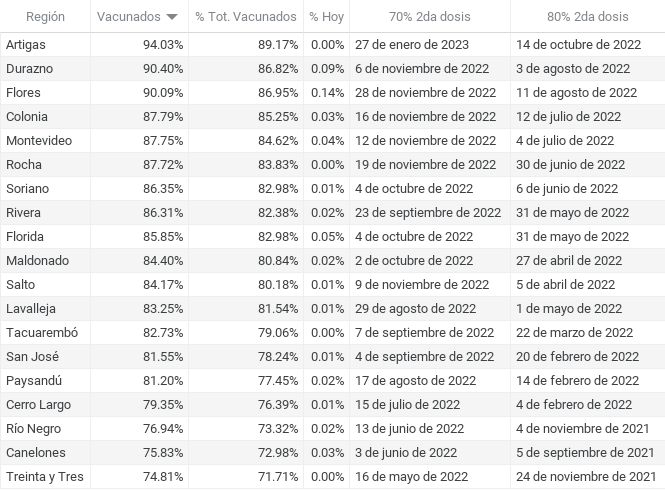 Región Vacunados % Tot. Vacunados % Hoy 70% 2da dosis 80% 2da dosis
Artigas 94.03% 89.17% 0.00% 27 de enero de 2023 14 de octubre de 2022
Durazno 90.40% 86.82% 0.09% 6 de noviembre de 2022 3 de agosto de 2022
Flores 90.09% 86.95% 0.14% 28 de noviembre de 2022 11 de agosto de 2022
Colonia 87.79% 85.25% 0.03% 16 de noviembre de 2022 12 de julio de 2022
Montevideo 87.75% 84.62% 0.04% 12 de noviembre de 2022 4 de julio de 2022
Rocha 87.72% 83.83% 0.00% 19 de noviembre de 2022 30 de junio de 2022
Soriano 86.35% 82.98% 0.01% 4 de octubre de 2022 6 de junio de 2022
Rivera 86.31% 82.38% 0.02% 23 de septiembre de 2022 31 de mayo de 2022
Florida 85.85% 82.98% 0.05% 4 de octubre de 2022 31 de mayo de 2022
Maldonado 84.40% 80.84% 0.02% 2 de octubre de 2022 27 de abril de 2022
Salto 84.17% 80.18% 0.01% 9 de noviembre de 2022 5 de abril de 2022
Lavalleja 83.25% 81.54% 0.01% 29 de agosto de 2022 1 de mayo de 2022
Tacuarembó 82.73% 79.06% 0.00% 7 de septiembre de 2022 22 de marzo de 2022
San José 81.55% 78.24% 0.01% 4 de septiembre de 2022 20 de febrero de 2022
Paysandú 81.20% 77.45% 0.02% 17 de agosto de 2022 14 de febrero de 2022
Cerro Largo 79.35% 76.39% 0.01% 15 de julio de 2022 4 de febrero de 2022
Río Negro 76.94% 73.32% 0.02% 13 de junio de 2022 4 de noviembre de 2021
Canelones 75.83% 72.98% 0.03% 3 de junio de 2022 5 de septiembre de 2021
Treinta y Tres 74.81% 71.71% 0.00% 16 de mayo de 2022 24 de noviembre de 2021